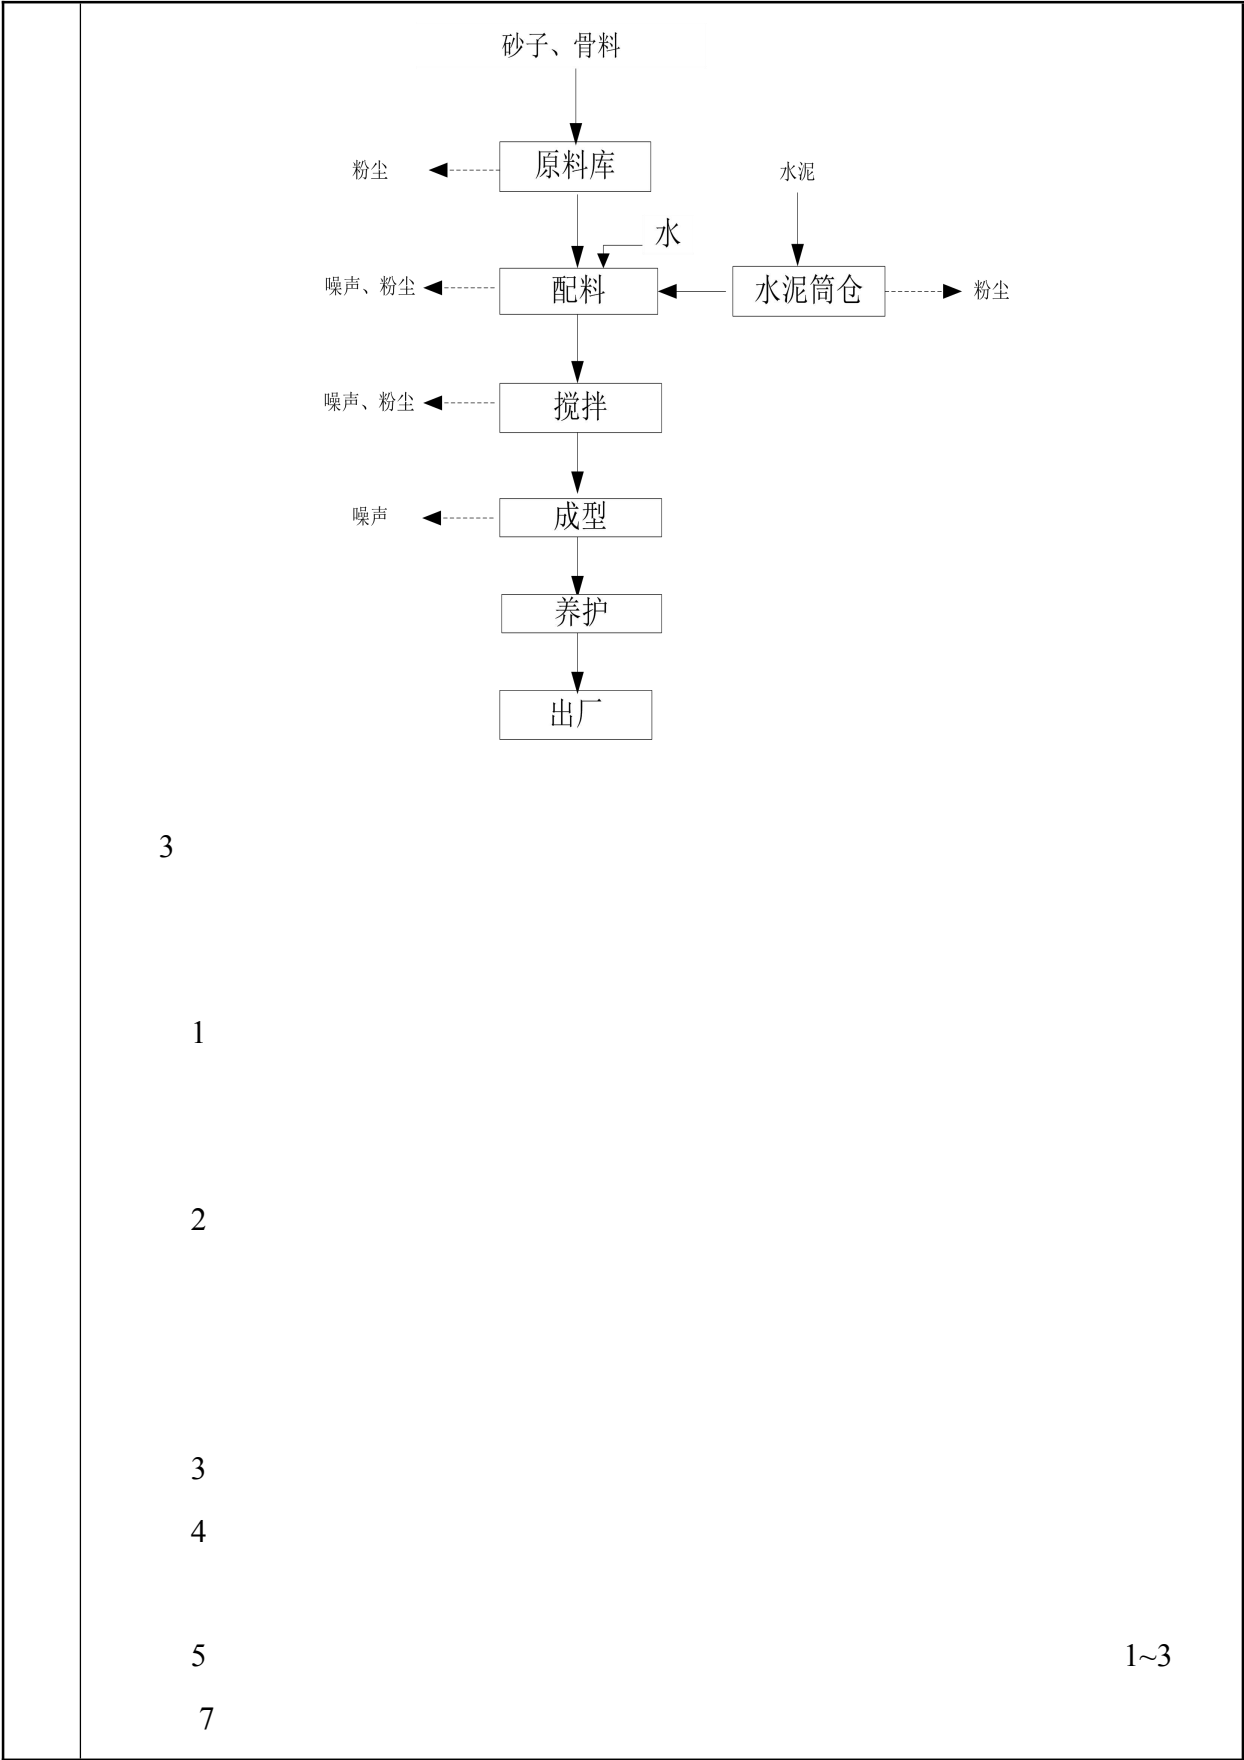 砂子、骨料
粉尘 原料库 水泥
水
噪声、粉尘 配料 水泥筒仓 粉尘
噪声、粉尘 搅拌
噪声 成型
养护
出厂
3
1
2
3
4
5 1~3
7